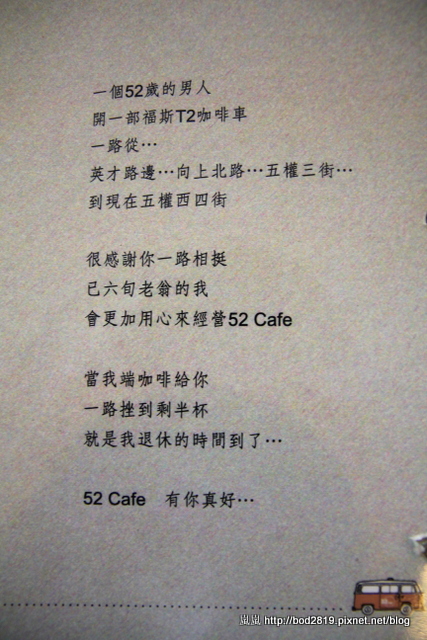 一個52歲的男人
開一部福斯T2咖啡車
一路從⋯
英才路邊⋯向上北路⋯五權三街⋯
到現在五權西四街
很感謝你一路相挺
已六旬老翁的我
會更加用心來經營52 Cafe
當我端咖啡給你
一路挫到剩半杯
就是我退休的時間到了⋯
52 Cafe 有你真好⋯
嵐嵐 http://bod2819.pixnet.net/blog